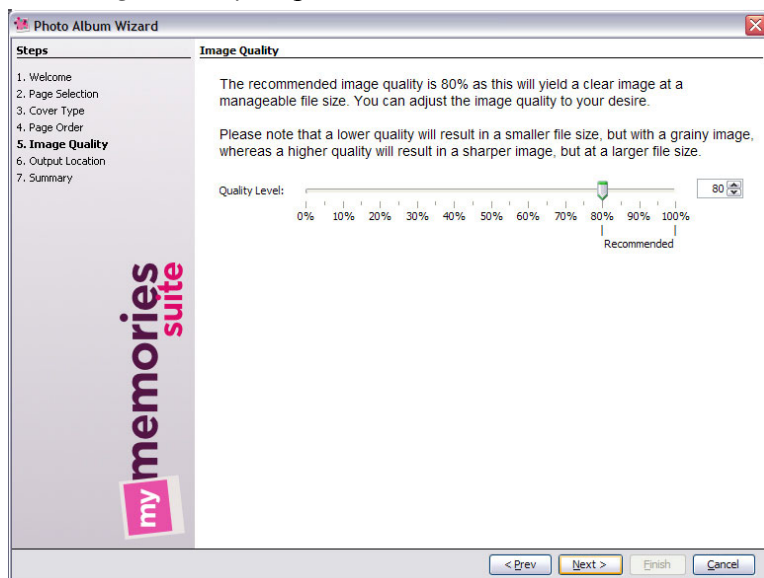 Photo Album Wizard
Steps
1. Welcome
2. Page Selection
3. Cover Type
4. Page Order
5. Image Quality
6. Output Location
7. Summary
my memories
suite
Image Quality
The recommended image quality is 80% as this will yield a clear image at a
manageable file size. You can adjust the image quality to your desire.
Please note that a lower quality will result in a smaller file size, but with a grainy image,
whereas a higher quality will result in a sharper image, but at a larger file size.
Quality Level: 80
0% 10% 20% 30% 40% 50% 60% 70% 80% 90% 100%
Recommended
< Prev Next > Finish Cancel